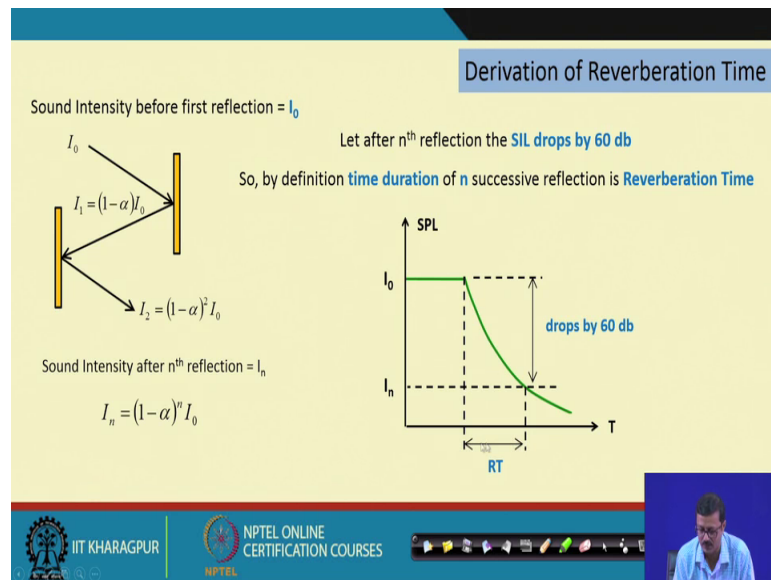 Derivation of Reverberation Time
Sound Intensity before first reflection = I₀
I₀
I₁ = (1−α)I₀
I₂ = (1−α)² I₀
Sound Intensity after nᵗʰ reflection = Iₙ
Iₙ = (1−α)ⁿ I₀
Let after nᵗʰ reflection the SIL drops by 60 db
So, by definition time duration of n successive reflection is Reverberation Time
SPL
I₀
drops by 60 db
Iₙ
T
RT
IIT KHARAGPUR
NPTEL
NPTEL ONLINE
CERTIFICATION COURSES